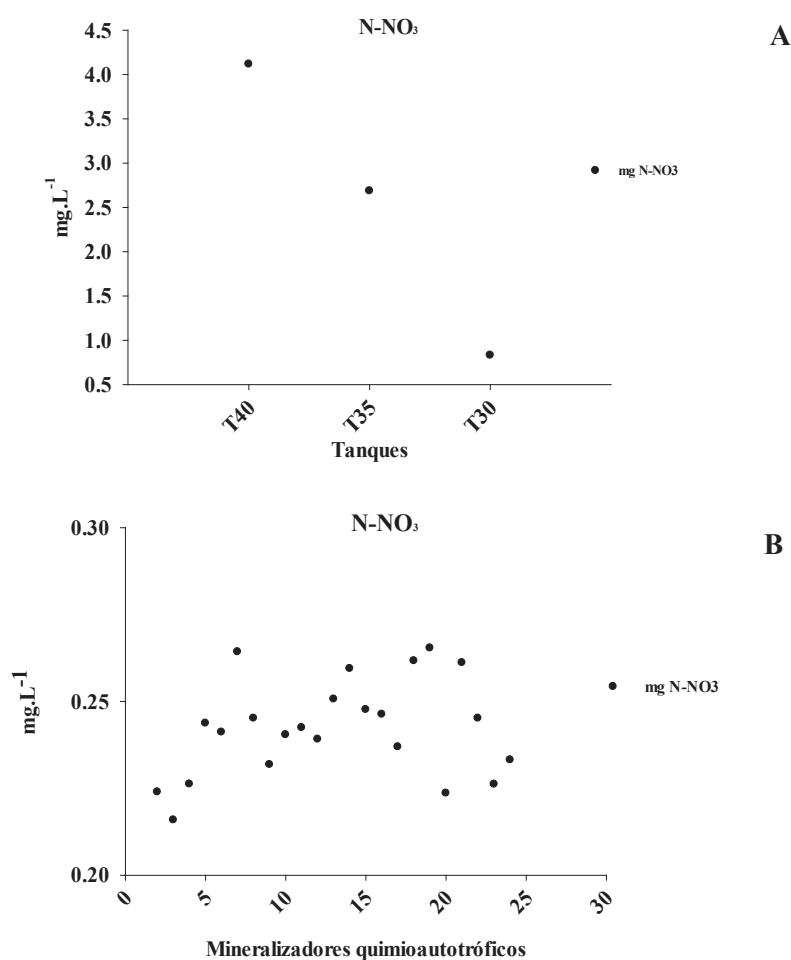 N-NO₃
A
4.5
4.0
3.5
3.0
2.5
2.0
1.5
1.0
0.5
mg.L⁻¹
mg N-NO3
T40
T35
T30
Tanques
N-NO₃
B
0.30
0.25
0.20
mg.L⁻¹
mg N-NO3
0
5
10
15
20
25
30
Mineralizadores quimioautotróficos